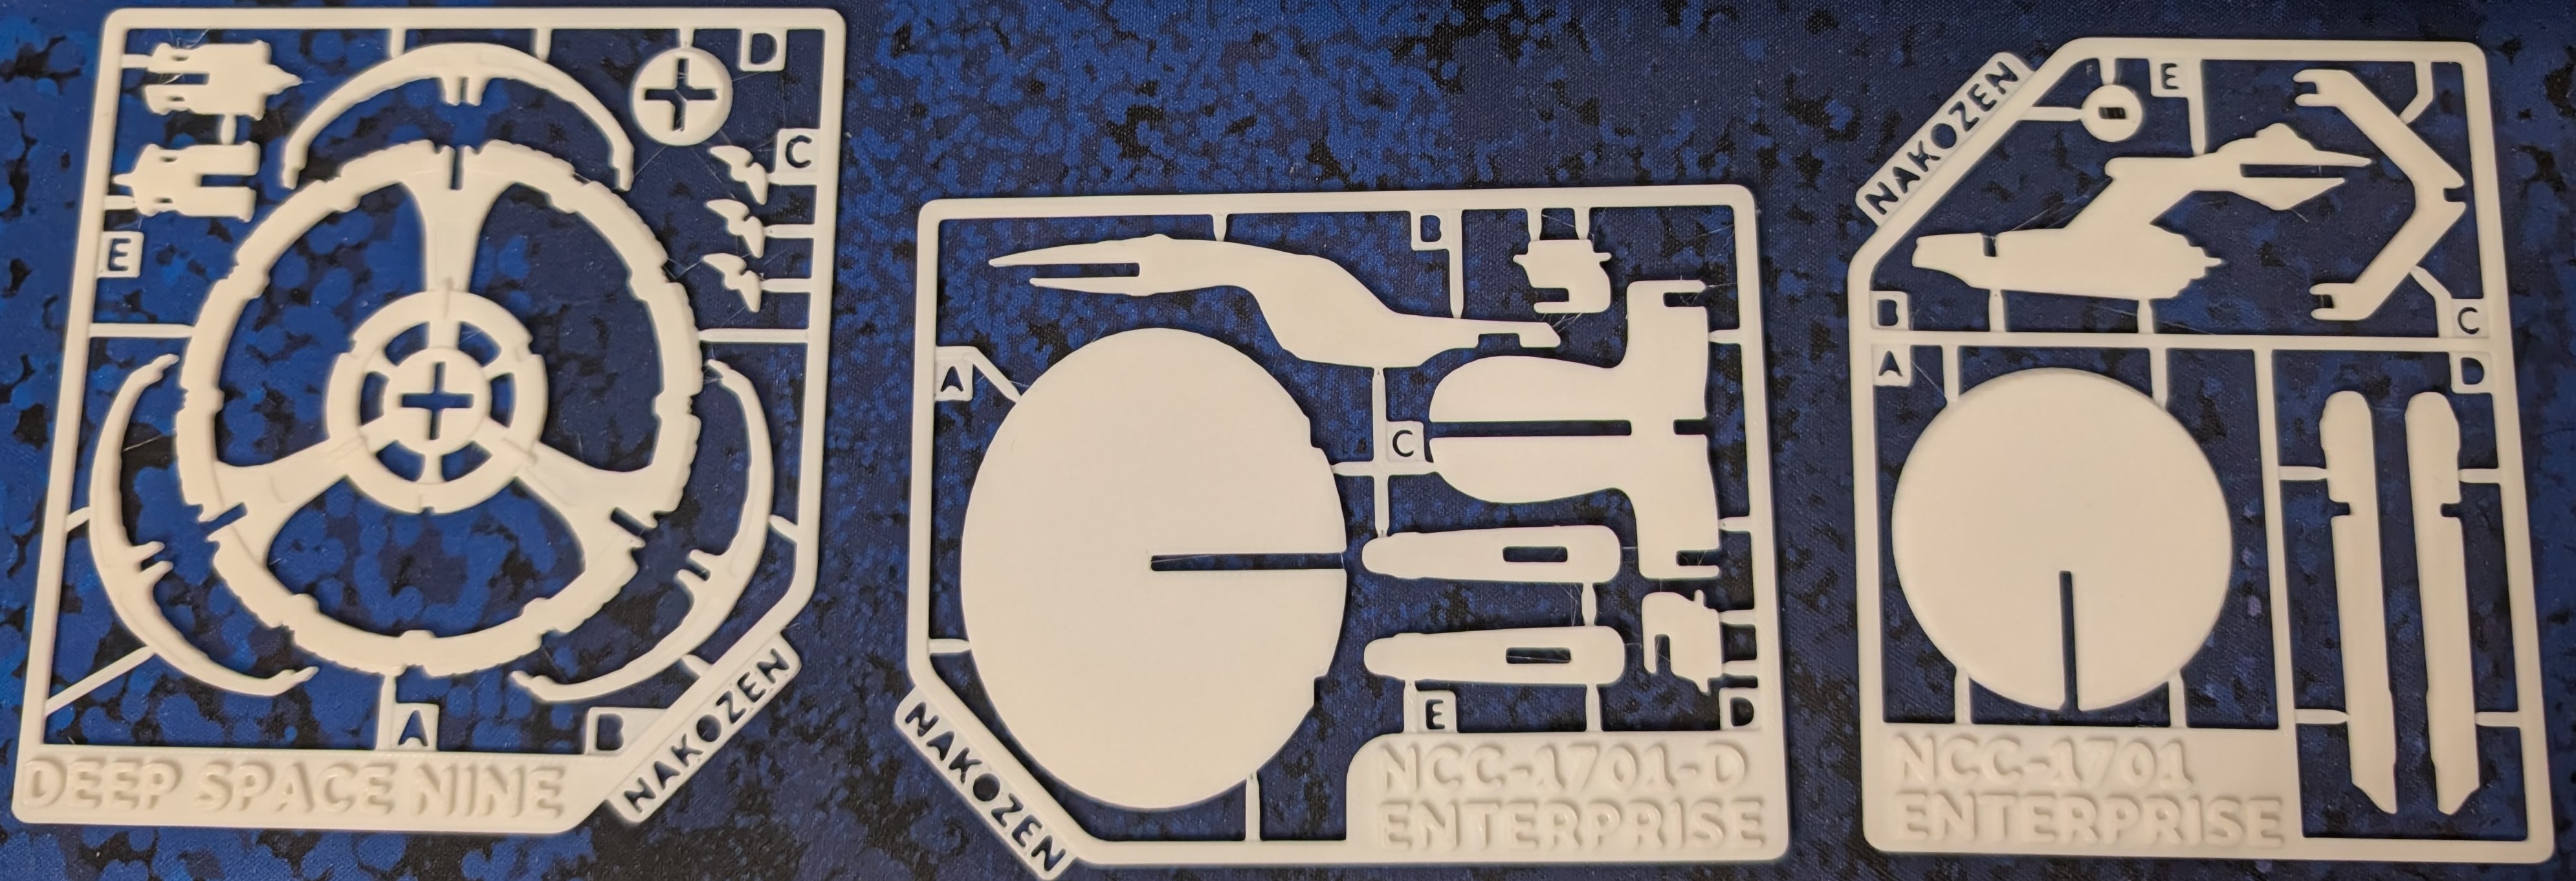 D
C
E
A
B
NAKOZEN
DEEP SPACE NINE
B
A
C
E
D
NAKOZEN
NCC-1701-D
ENTERPRISE
NAKOZEN
E
B
C
A
D
NCC-1701
ENTERPRISE